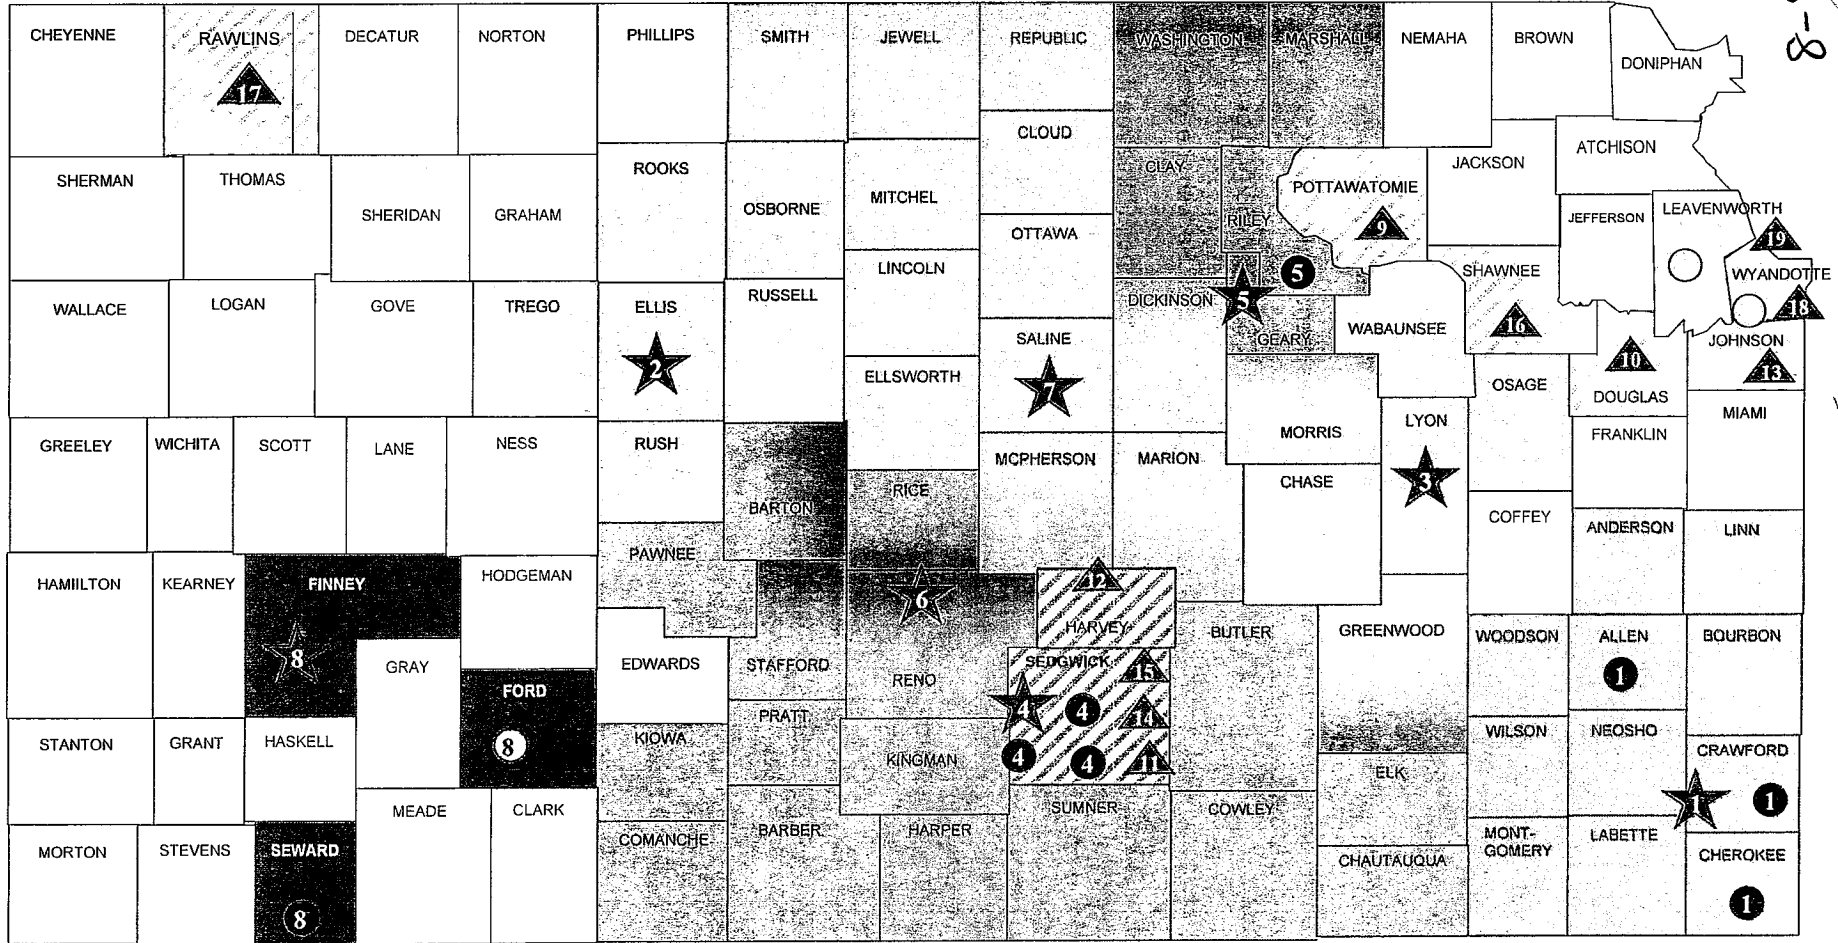 8-
CHEYENNE
RAWLINS
DECATUR
NORTON
PHILLIPS
SMITH
JEWELL
REPUBLIC
WASHINGTON
MARSHALL
NEMAHA
BROWN
DONIPHAN
17
CLOUD
SHERMAN
THOMAS
SHERIDAN
GRAHAM
ROOKS
OSBORNE
MITCHEL
CLAY
RILEY
POTTAWATOMIE
9
JACKSON
ATCHISON
JEFFERSON
LEAVENWORTH
19
OTTAWA
LINCOLN
5
SHAWNEE
WYANDOTTE
WALLACE
LOGAN
GOVE
TREGO
ELLIS
RUSSELL
DICKINSON
5
18
2
ELLSWORTH
SALINE
7
GEARY
WABAUNSEE
16
10
JOHNSON
13
OSAGE
DOUGLAS
MIAMI
GREELEY
WICHITA
SCOTT
LANE
NESS
RUSH
BARTON
RICE
MCPHERSON
MARION
MORRIS
CHASE
LYON
3
FRANKLIN
COFFEY
ANDERSON
LINN
HAMIILTON
KEARNEY
FINNEY
HODGEMAN
PAWNEE
6
12
HARVEY
BUTLER
GREENWOOD
WOODSON
ALLEN
BOURBON
8
GRAY
EDWARDS
STAFFORD
RENO
SEDGWICK
15
1
FORD
8
4
4
14
STANTON
GRANT
HASKELL
KIOWA
PRATT
KINGMAN
4
4
11
WILSON
NEOSHO
CRAWFORD
ELK
1
1
MEADE
CLARK
SUMNER
COWLEY
MORTON
STEVENS
SEWARD
COMANCHE
BARBER
HARPER
CHAUTAUQUA
MONT-
GOMERY
LABETTE
CHEROKEE
8
1